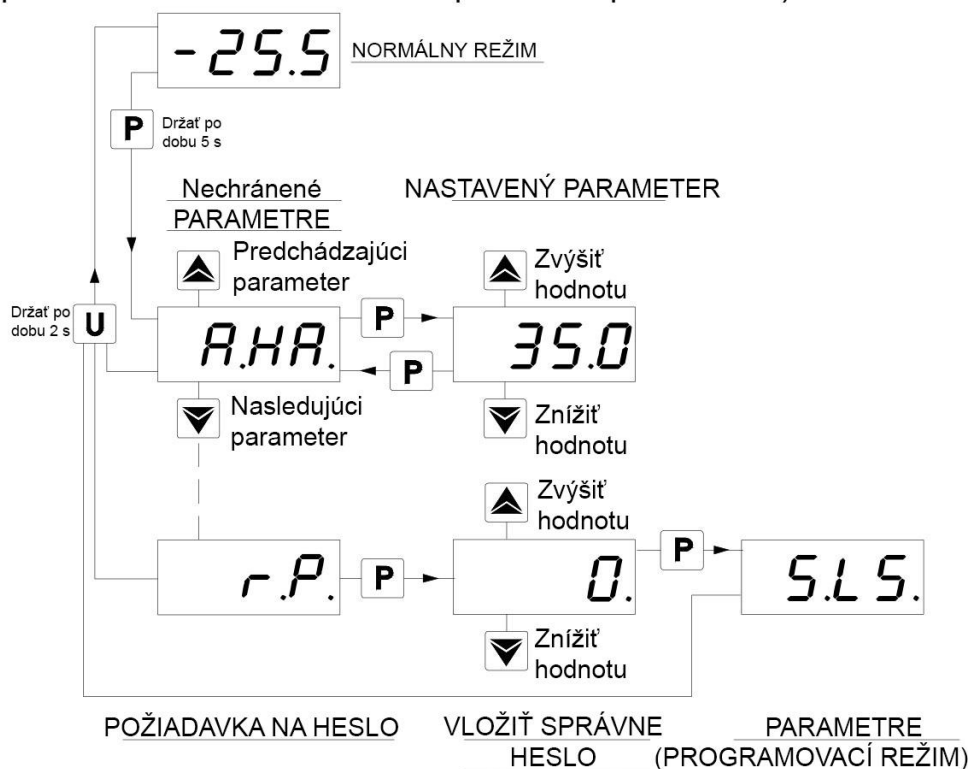 -25.5
NORMÁLNY REŽIM
P
Držať po
dobu 5 s
Nechránené
PARAMETRE
NASTAVENÝ PARAMETER
Predchádzajúci
parameter
Zvýšiť
hodnotu
Držať po
dobu 2 s
U
A.HA.
P
P
35.0
Nasledujúci
parameter
Znížiť
hodnotu
Zvýšiť
hodnotu
r.P.
P
0.
P
S.L S.
Znížiť
hodnotu
POŽIADAVKA NA HESLO
VLOŽIŤ SPRÁVNE
HESLO
PARAMETRE
(PROGRAMOVACÍ REŽIM)